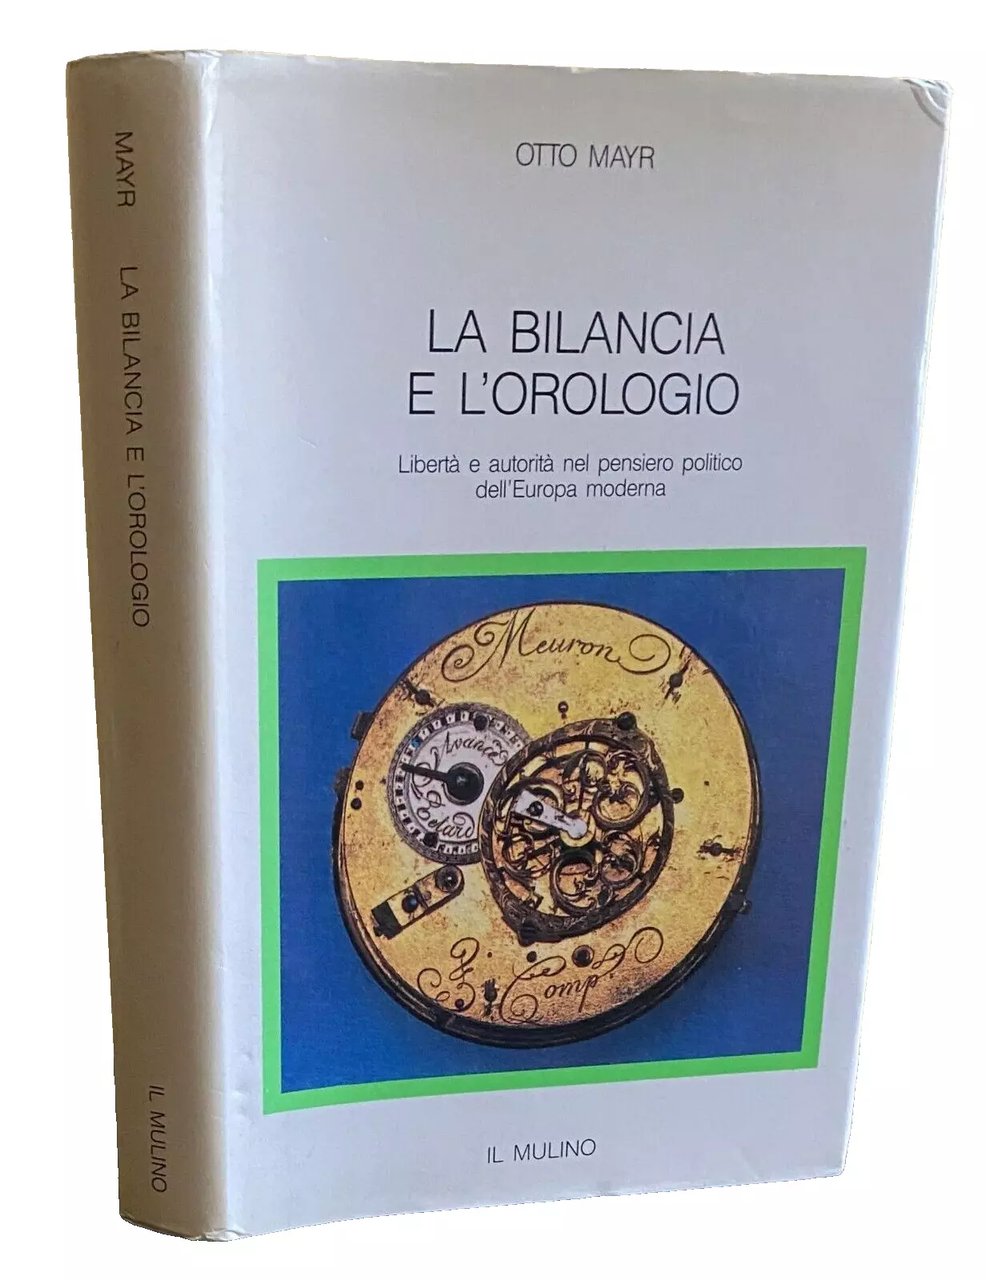 MAYR
LA BILANCIA E L'OROLOGIO
IL MULINO
OTTO MAYR
LA BILANCIA
E L'OROLOGIO
Libertà e autorità nel pensiero politico
dell'Europa moderna
Meuron
Avance
Retard
& Comp
IL MULINO